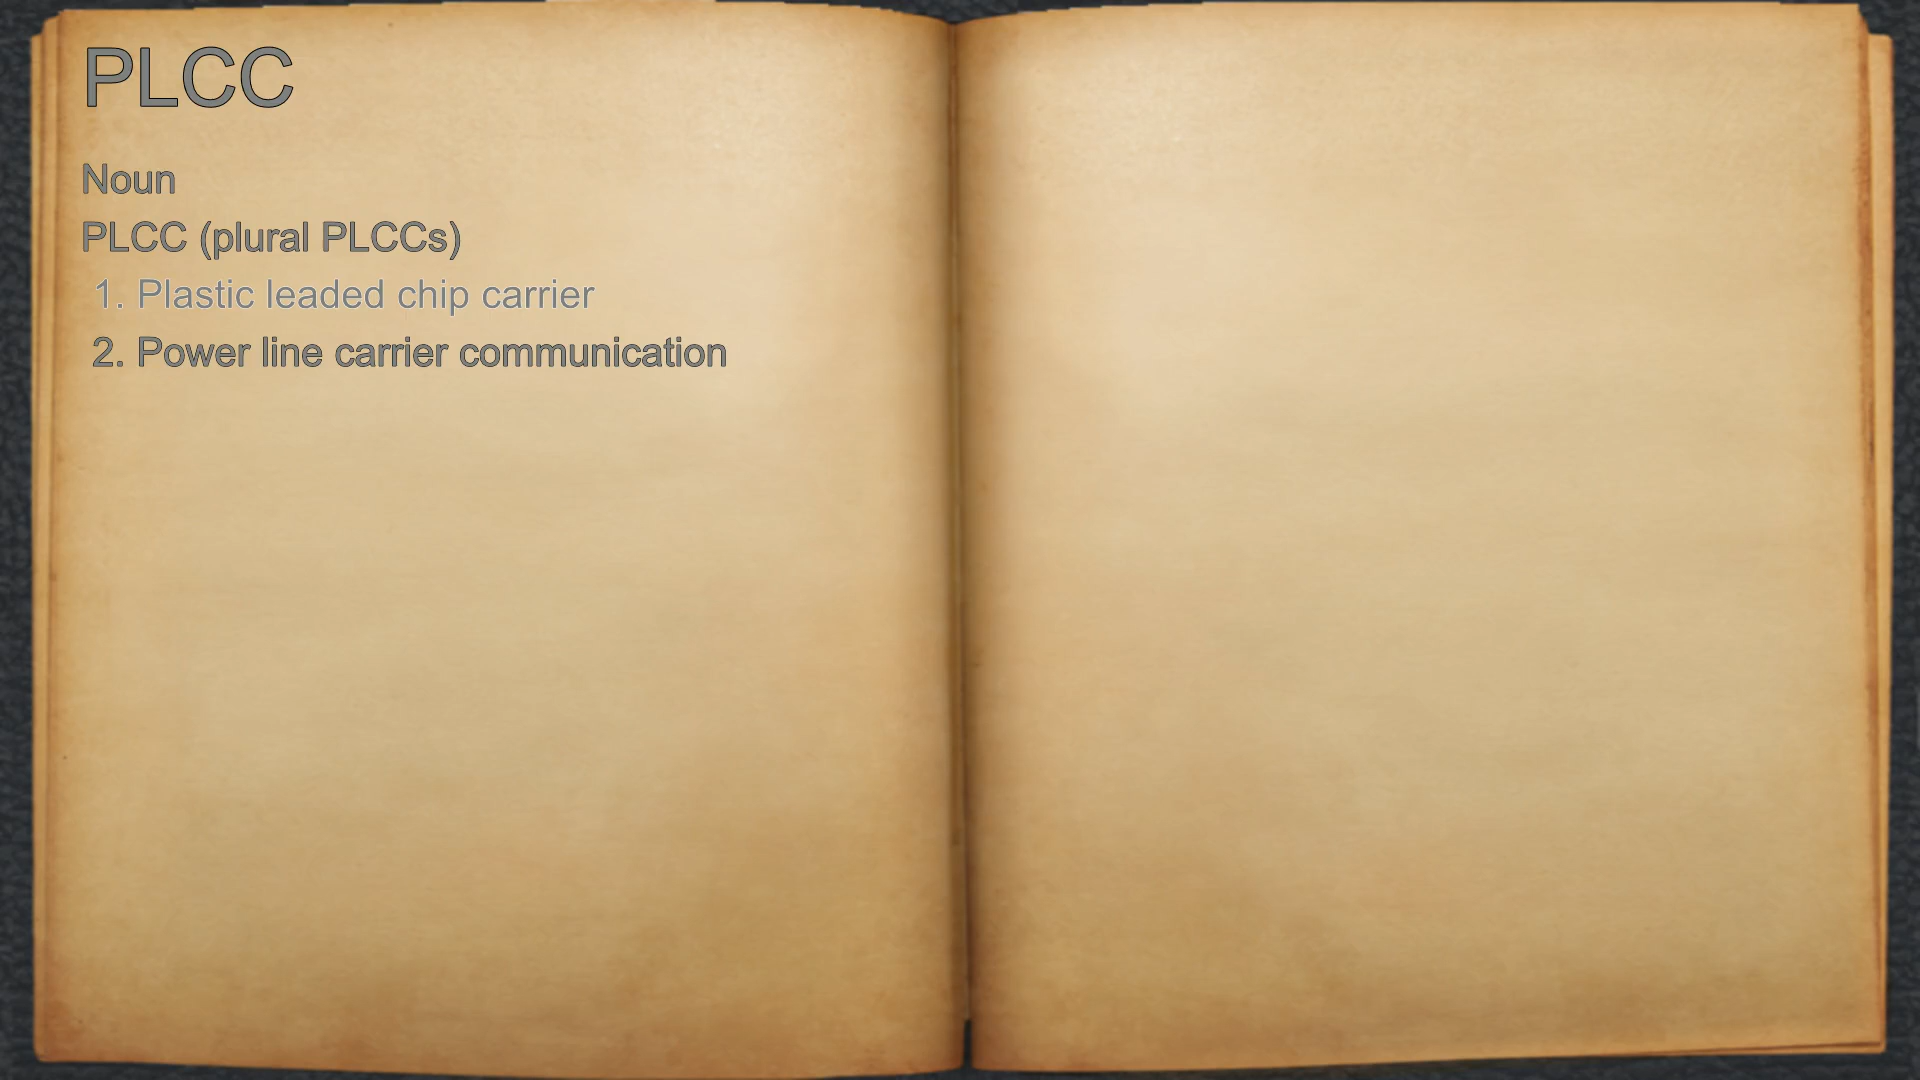 PLCC
Noun
PLCC (plural PLCCs)
1. Plastic leaded chip carrier
2. Power line carrier communication